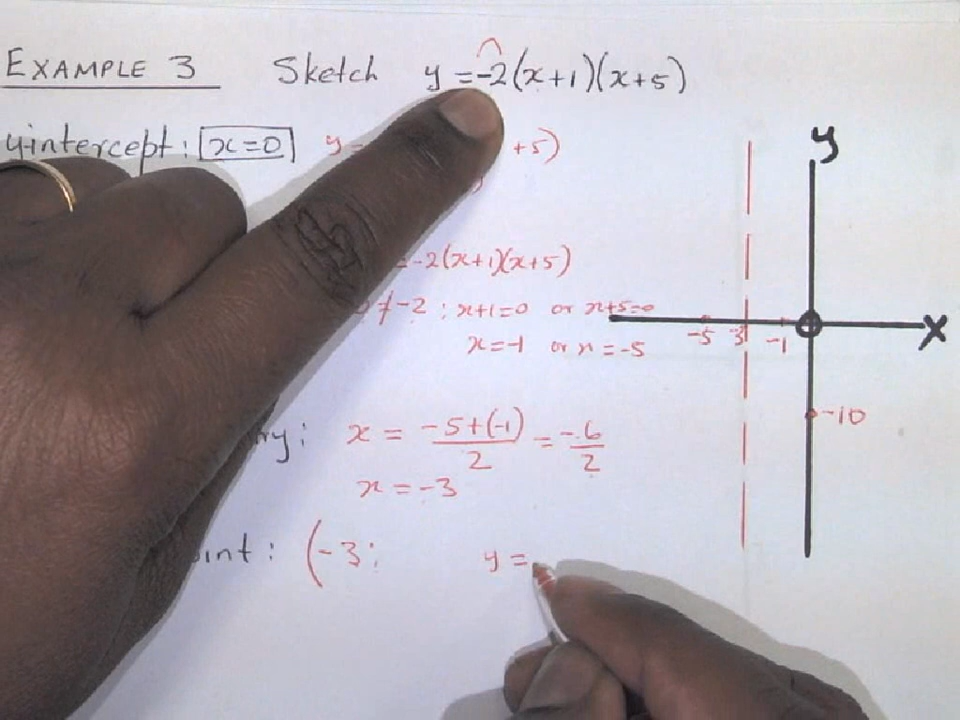 EXAMPLE 3 Sketch y = -2(x+1)(x+5)
y intercept: x=0 y = +5)
= -2(x+1)(x+5)
0 ≠ -2 ; x+1=0 or x+5=0
x=-1 or x=-5
x = -5+(-1)/2 = -6/2
x = -3
int: (-3; y =
y
x
-5 -3 -1
-10